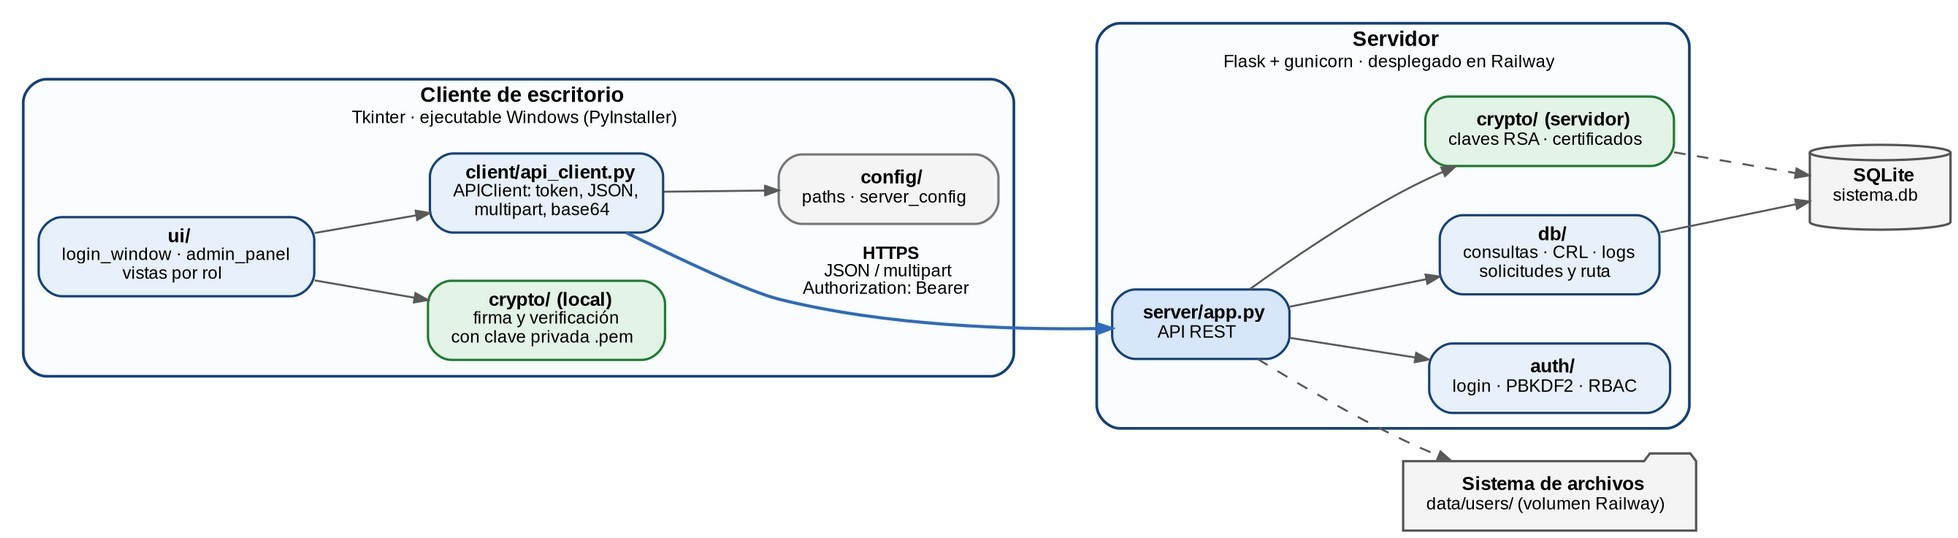 Cliente de escritorio
Tkinter · ejecutable Windows (PyInstaller)
ui/
login_window · admin_panel
vistas por rol
client/api_client.py
APIClient: token, JSON,
multipart, base64
crypto/ (local)
firma y verificación
con clave privada .pem
config/
paths · server_config
HTTPS
JSON / multipart
Authorization: Bearer
Servidor
Flask + gunicorn · desplegado en Railway
server/app.py
API REST
crypto/ (servidor)
claves RSA · certificados
db/
consultas · CRL · logs
solicitudes y ruta
auth/
login · PBKDF2 · RBAC
SQLite
sistema.db
Sistema de archivos
data/users/ (volumen Railway)